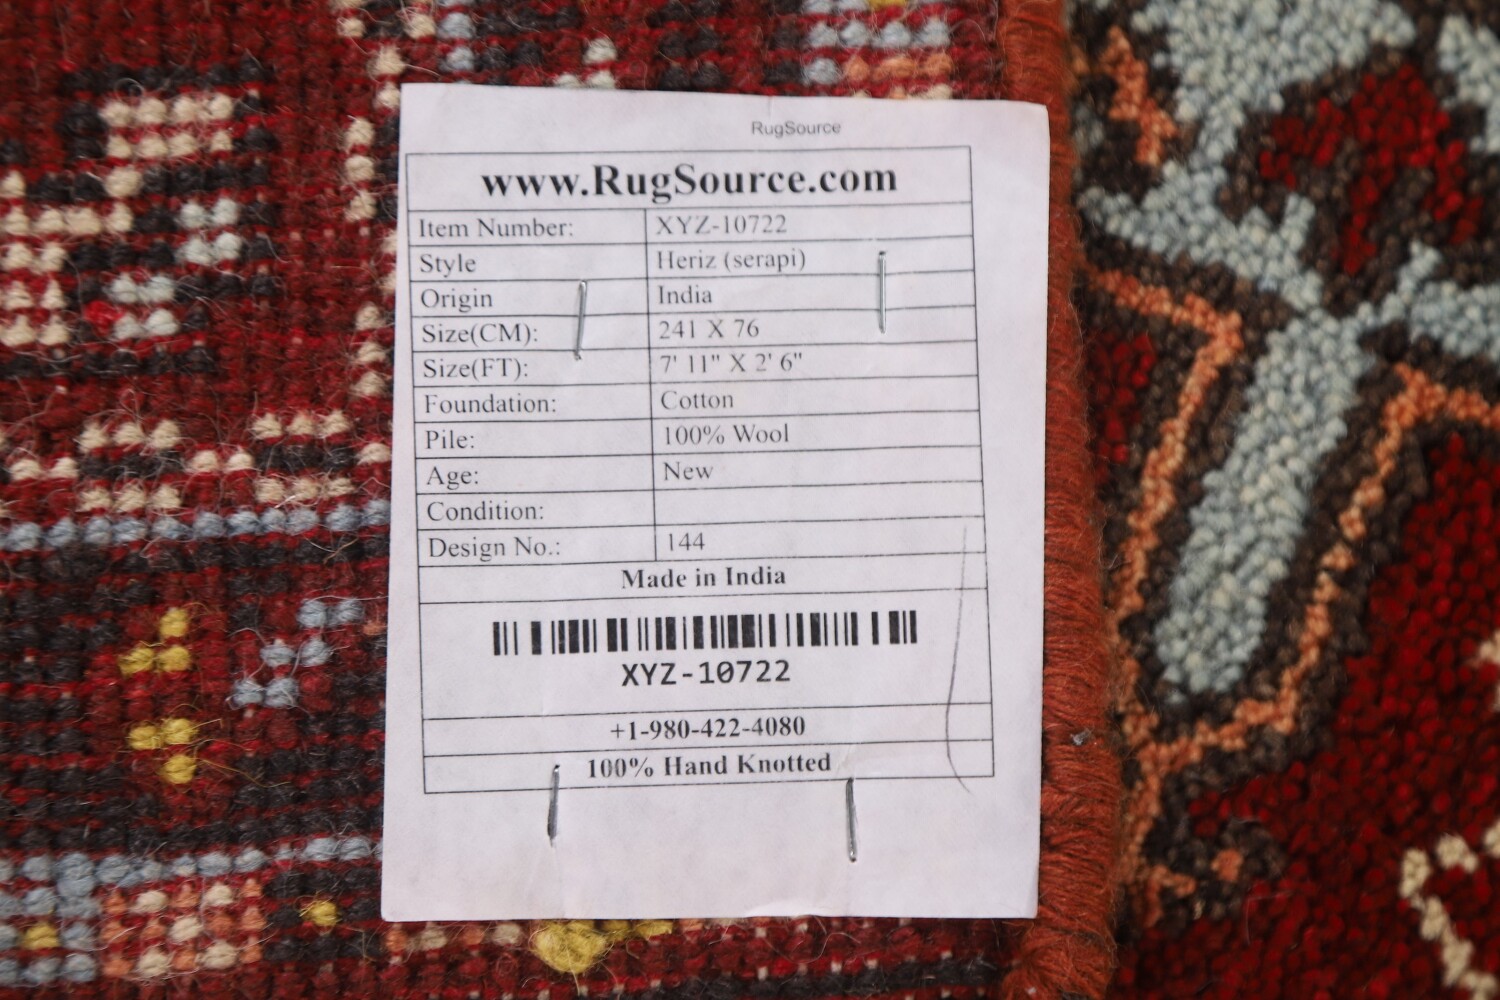 RugSource
www.RugSource.com
Item Number: XYZ-10722
Style Heriz (serapi)
Origin India
Size(CM): 241 X 76
Size(FT): 7' 11" X 2' 6"
Foundation: Cotton
Pile: 100% Wool
Age: New
Condition:
Design No.: 144
Made in India
XYZ-10722
+1-980-422-4080
100% Hand Knotted